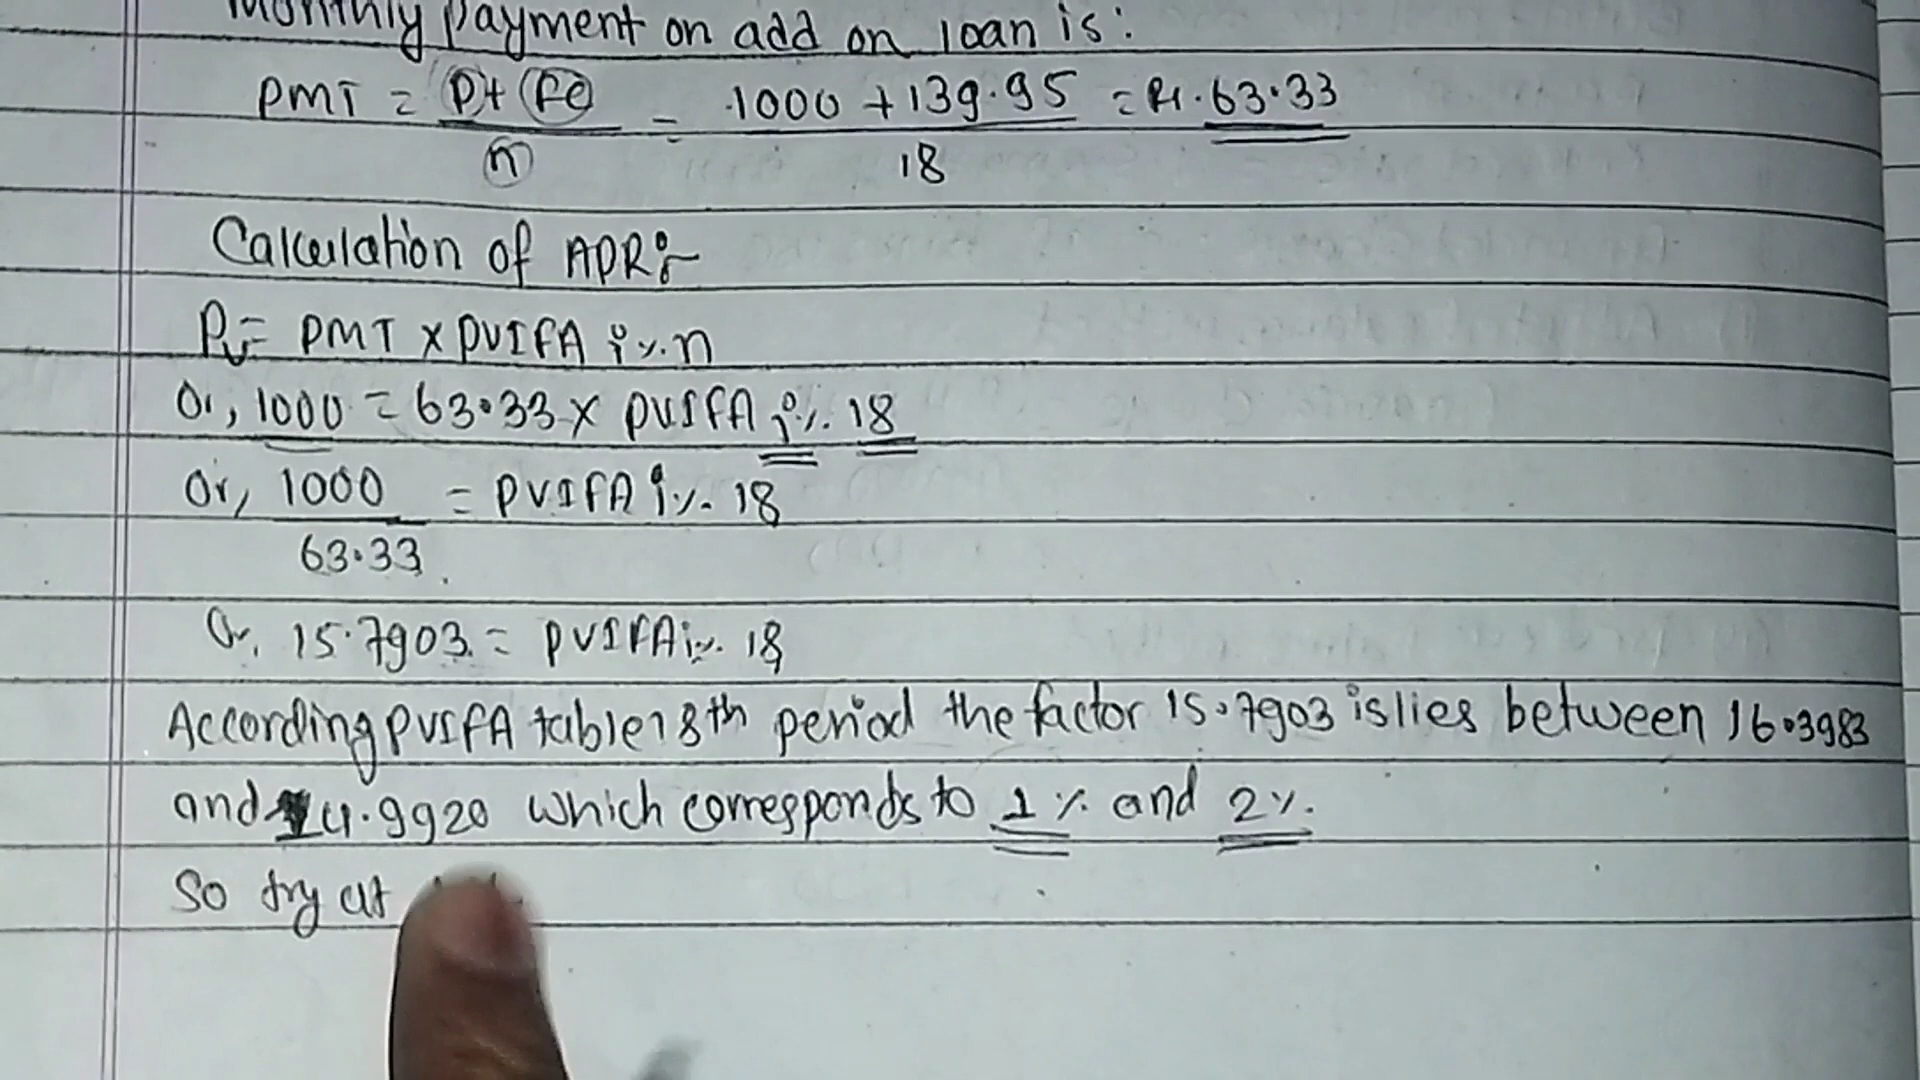 Monthly payment on add on loan is:
PMT = P+(Fc) / n = 1000 + 139.95 / 18 = Rs. 63.33
Calculation of APR:-
Pv = PMT x PVIFA i%.n
Or, 1000 = 63.33 x PVIFA i%. 18
Or, 1000 / 63.33 = PVIFA i%. 18
Or. 15.7903 = PVIFA i%. 18
According PVIFA table 18th period the factor 15.7903 is lies between 16.3983
and 14.9920 which corresponds to 1% and 2%.
So try at